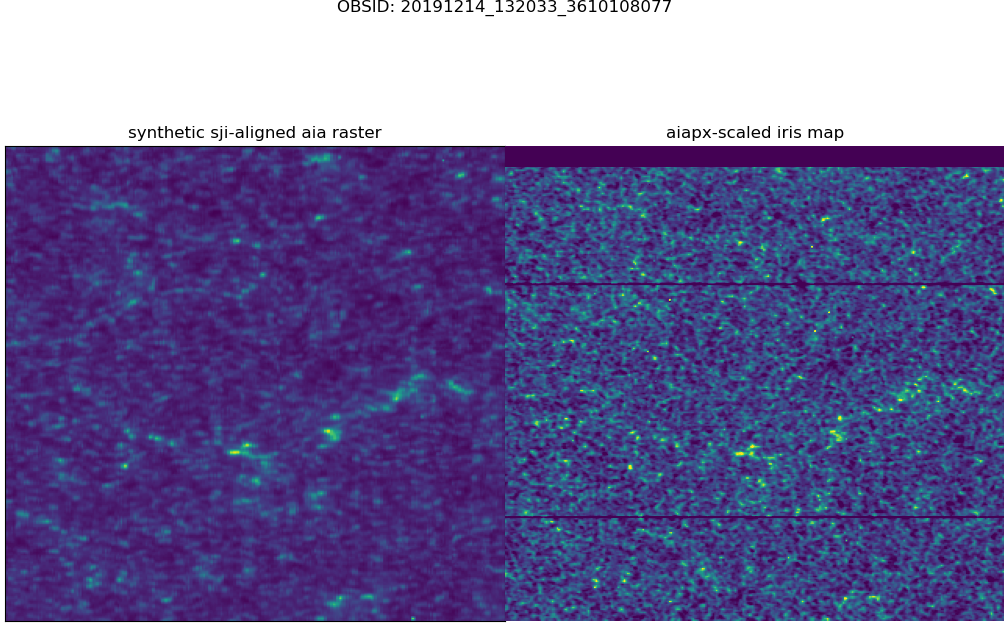 OBSID: 20191214_132033_3610108077
synthetic sji-aligned aia raster
aiapx-scaled iris map